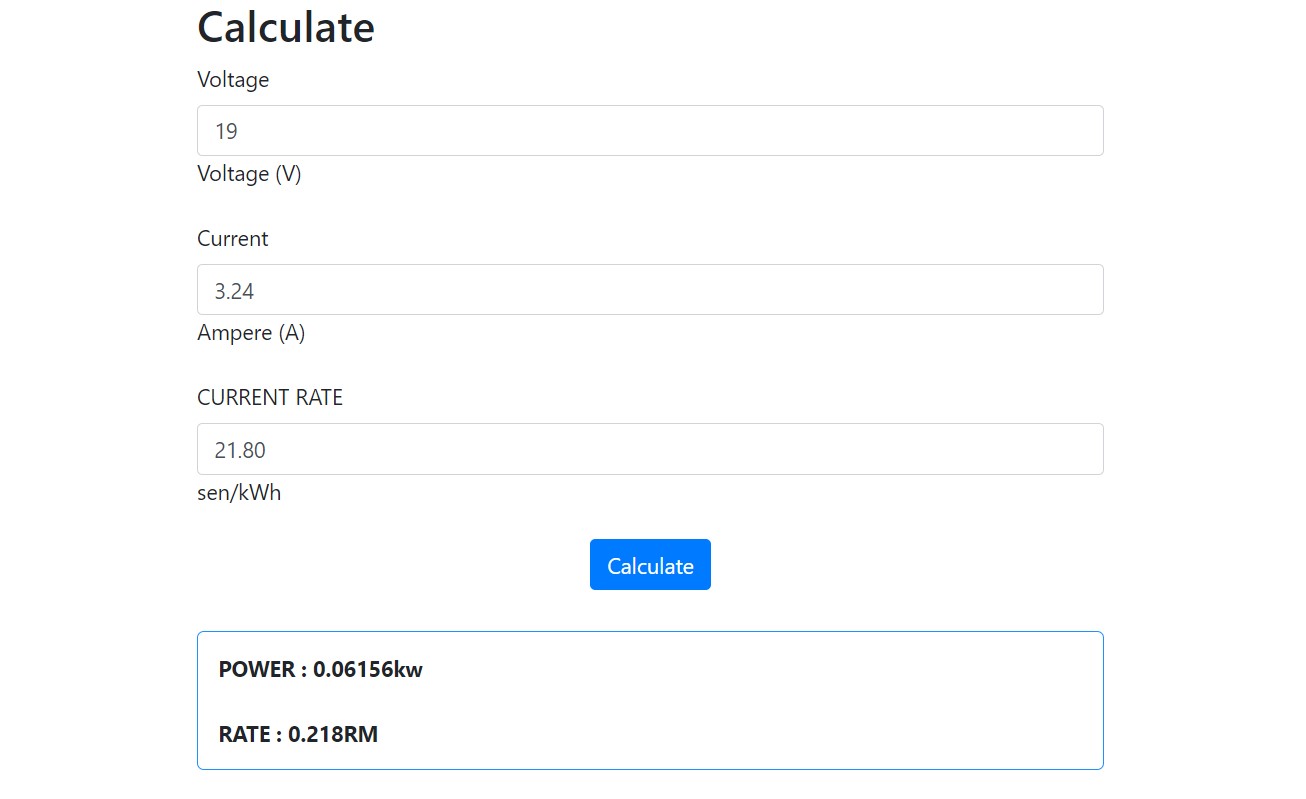 Calculate
Voltage
19
Voltage (V)
Current
3.24
Ampere (A)
CURRENT RATE
21.80
sen/kWh
Calculate
POWER : 0.06156kw
RATE : 0.218RM